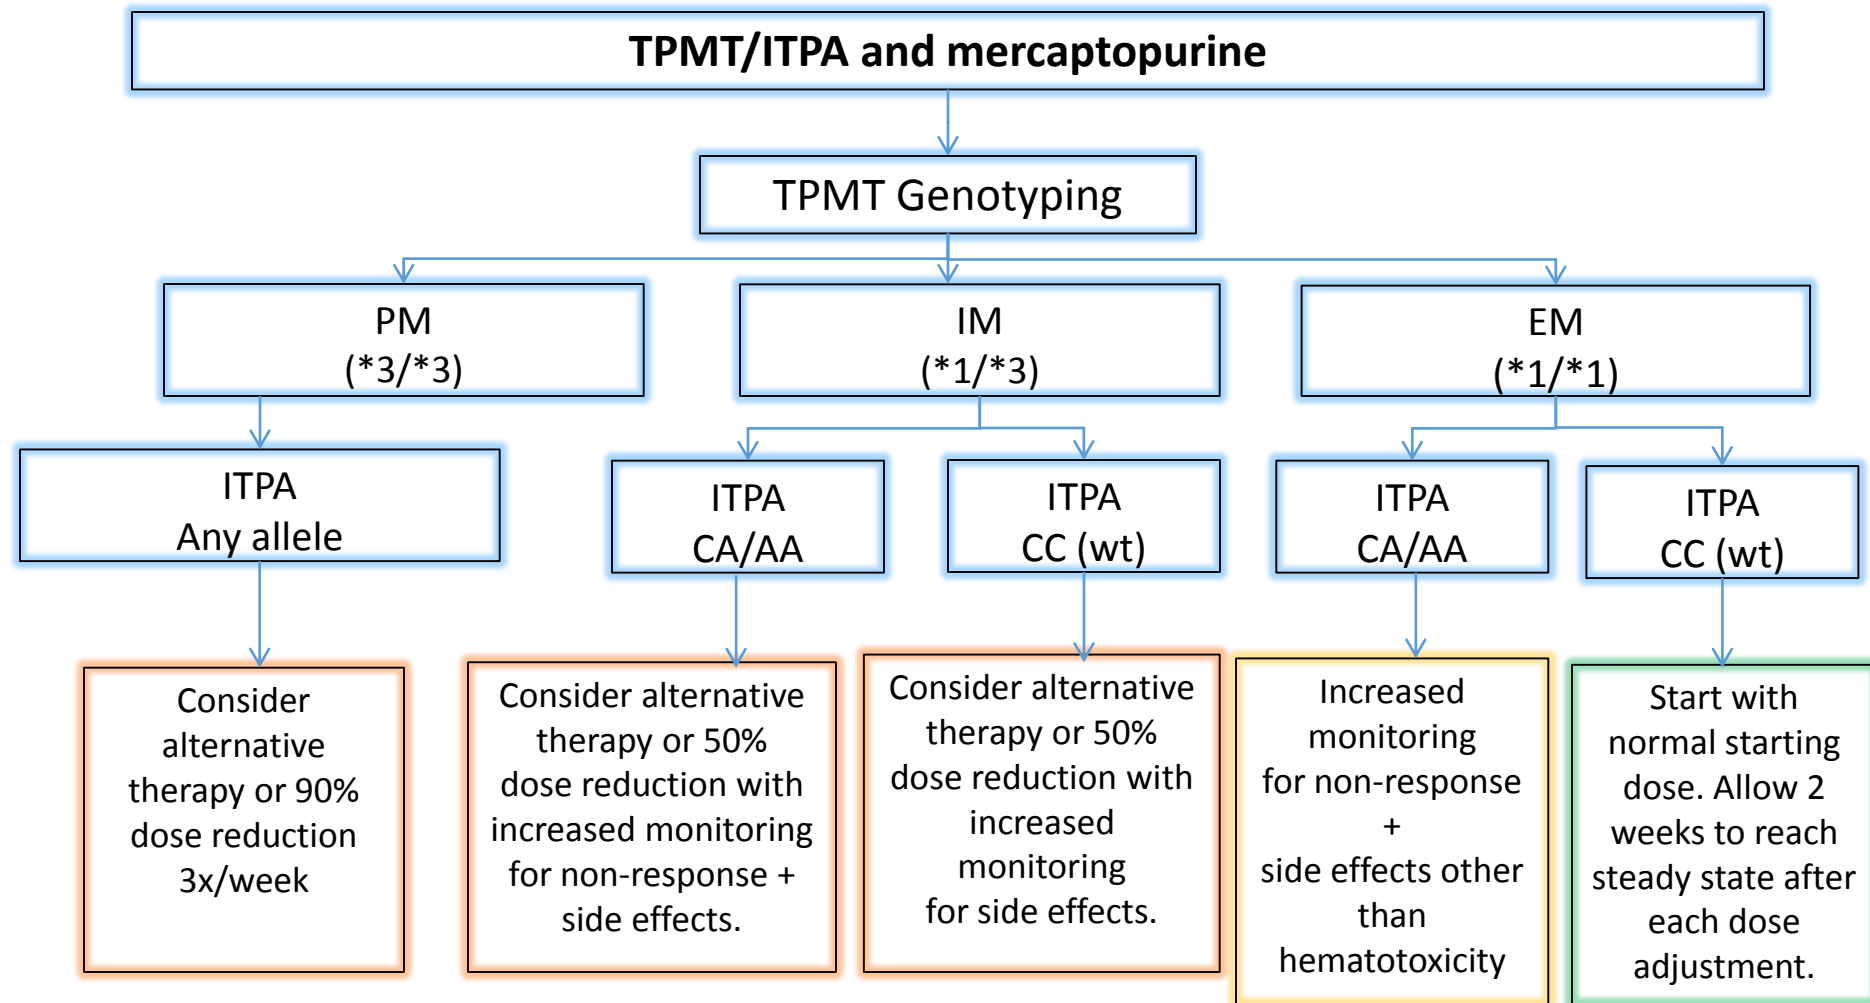 TPMT/ITPA and mercaptopurine
TPMT Genotyping
PM
(*3/*3)
IM
(*1/*3)
EM
(*1/*1)
ITPA
Any allele
ITPA
CA/AA
ITPA
CC (wt)
ITPA
CA/AA
ITPA
CC (wt)
Consider
alternative
therapy or 90%
dose reduction
3x/week
Consider alternative
therapy or 50%
dose reduction with
increased monitoring
for non-response +
side effects.
Consider alternative
therapy or 50%
dose reduction with
increased
monitoring
for side effects.
Increased
monitoring
for non-response
+
side effects other
than
hematotoxicity
Start with
normal starting
dose. Allow 2
weeks to reach
steady state after
each dose
adjustment.